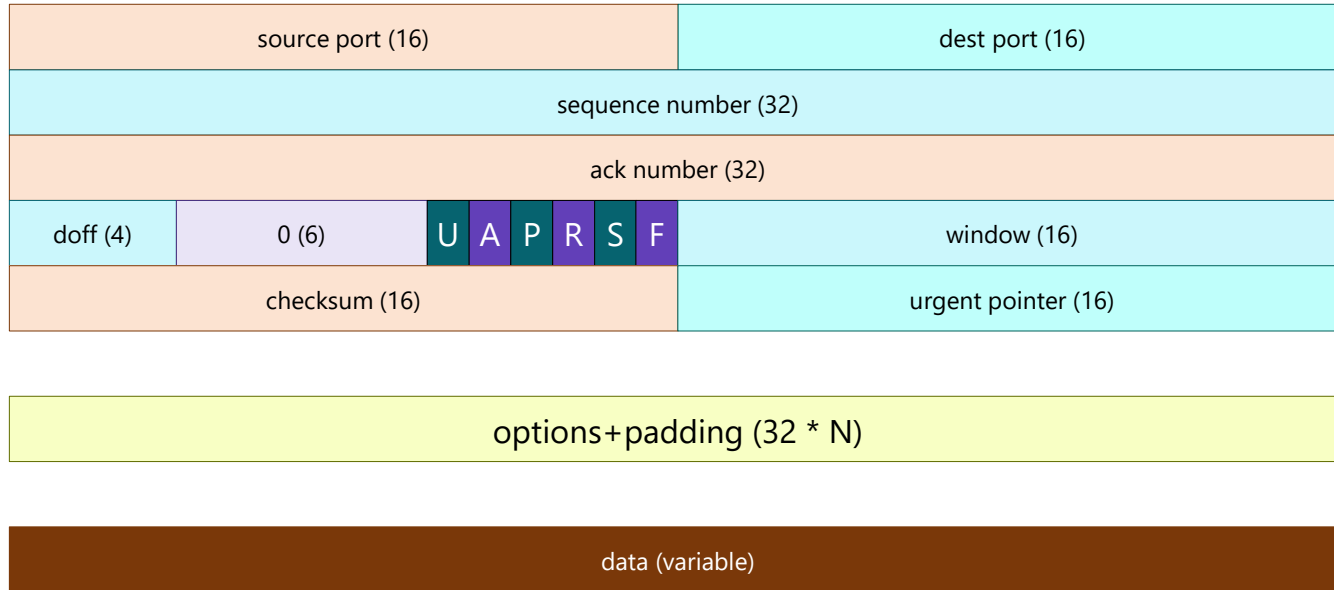 source port (16) dest port (16)
sequence number (32)
ack number (32)
doff (4) 0 (6) U A P R S F window (16)
checksum (16) urgent pointer (16)
options+padding (32 * N)
data (variable)